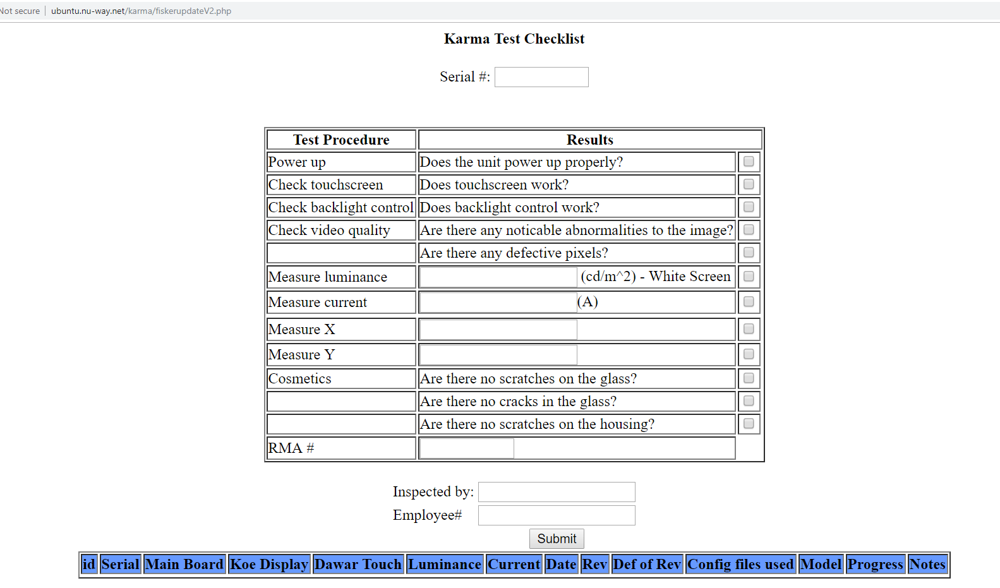 Not secure | ubuntu.nu-way.net/karma/fiskerupdateV2.php
Karma Test Checklist
Serial #:
Test Procedure Results
Power up Does the unit power up properly?
Check touchscreen Does touchscreen work?
Check backlight control Does backlight control work?
Check video quality Are there any noticable abnormalities to the image?
Are there any defective pixels?
Measure luminance (cd/m^2) - White Screen
Measure current (A)
Measure X
Measure Y
Cosmetics Are there no scratches on the glass?
Are there no cracks in the glass?
Are there no scratches on the housing?
RMA #
Inspected by:
Employee#
Submit
id Serial Main Board Koe Display Dawar Touch Luminance Current Date Rev Def of Rev Config files used Model Progress Notes